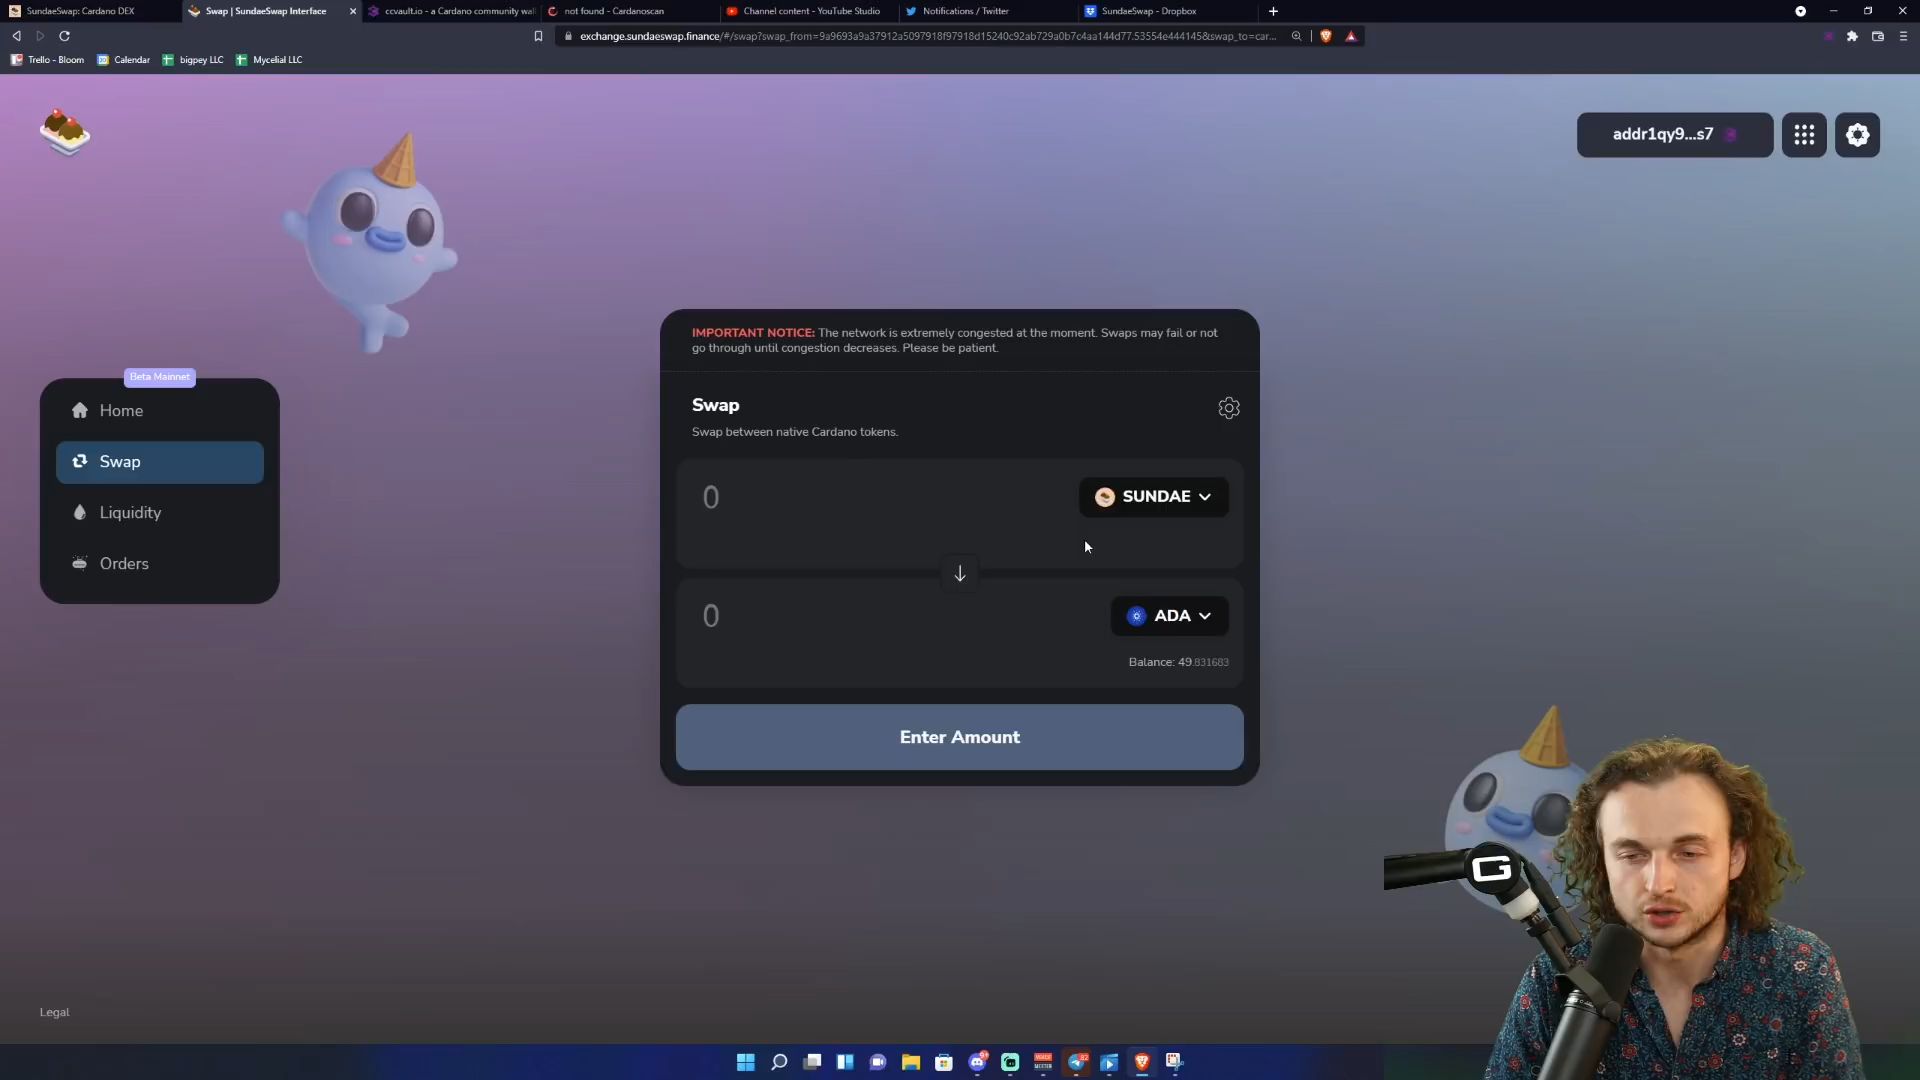 SundaeSwap: Cardano DEX
Swap | SundaeSwap Interface
ccvault.io - a Cardano community wal
not found - Cardanoscan
Channel content - YouTube Studio
Notifications / Twitter
SundaeSwap - Dropbox
exchange.sundaeswap.finance/#/swap?swap_from=9a9693a9a37912a5097918f97918d15240c92ab729a0b7c4aa144d77.53554e444145&swap_to=car...
Trello - Bloom
Calendar
bigpey LLC
Mycelial LLC
addr1qy9...s7
IMPORTANT NOTICE: The network is extremely congested at the moment. Swaps may fail or not
go through until congestion decreases. Please be patient.
Beta Mainnet
Home
Swap
Liquidity
Orders
Swap
Swap between native Cardano tokens.
0
SUNDAE
0
ADA
Balance: 49.831683
Enter Amount
G
Legal